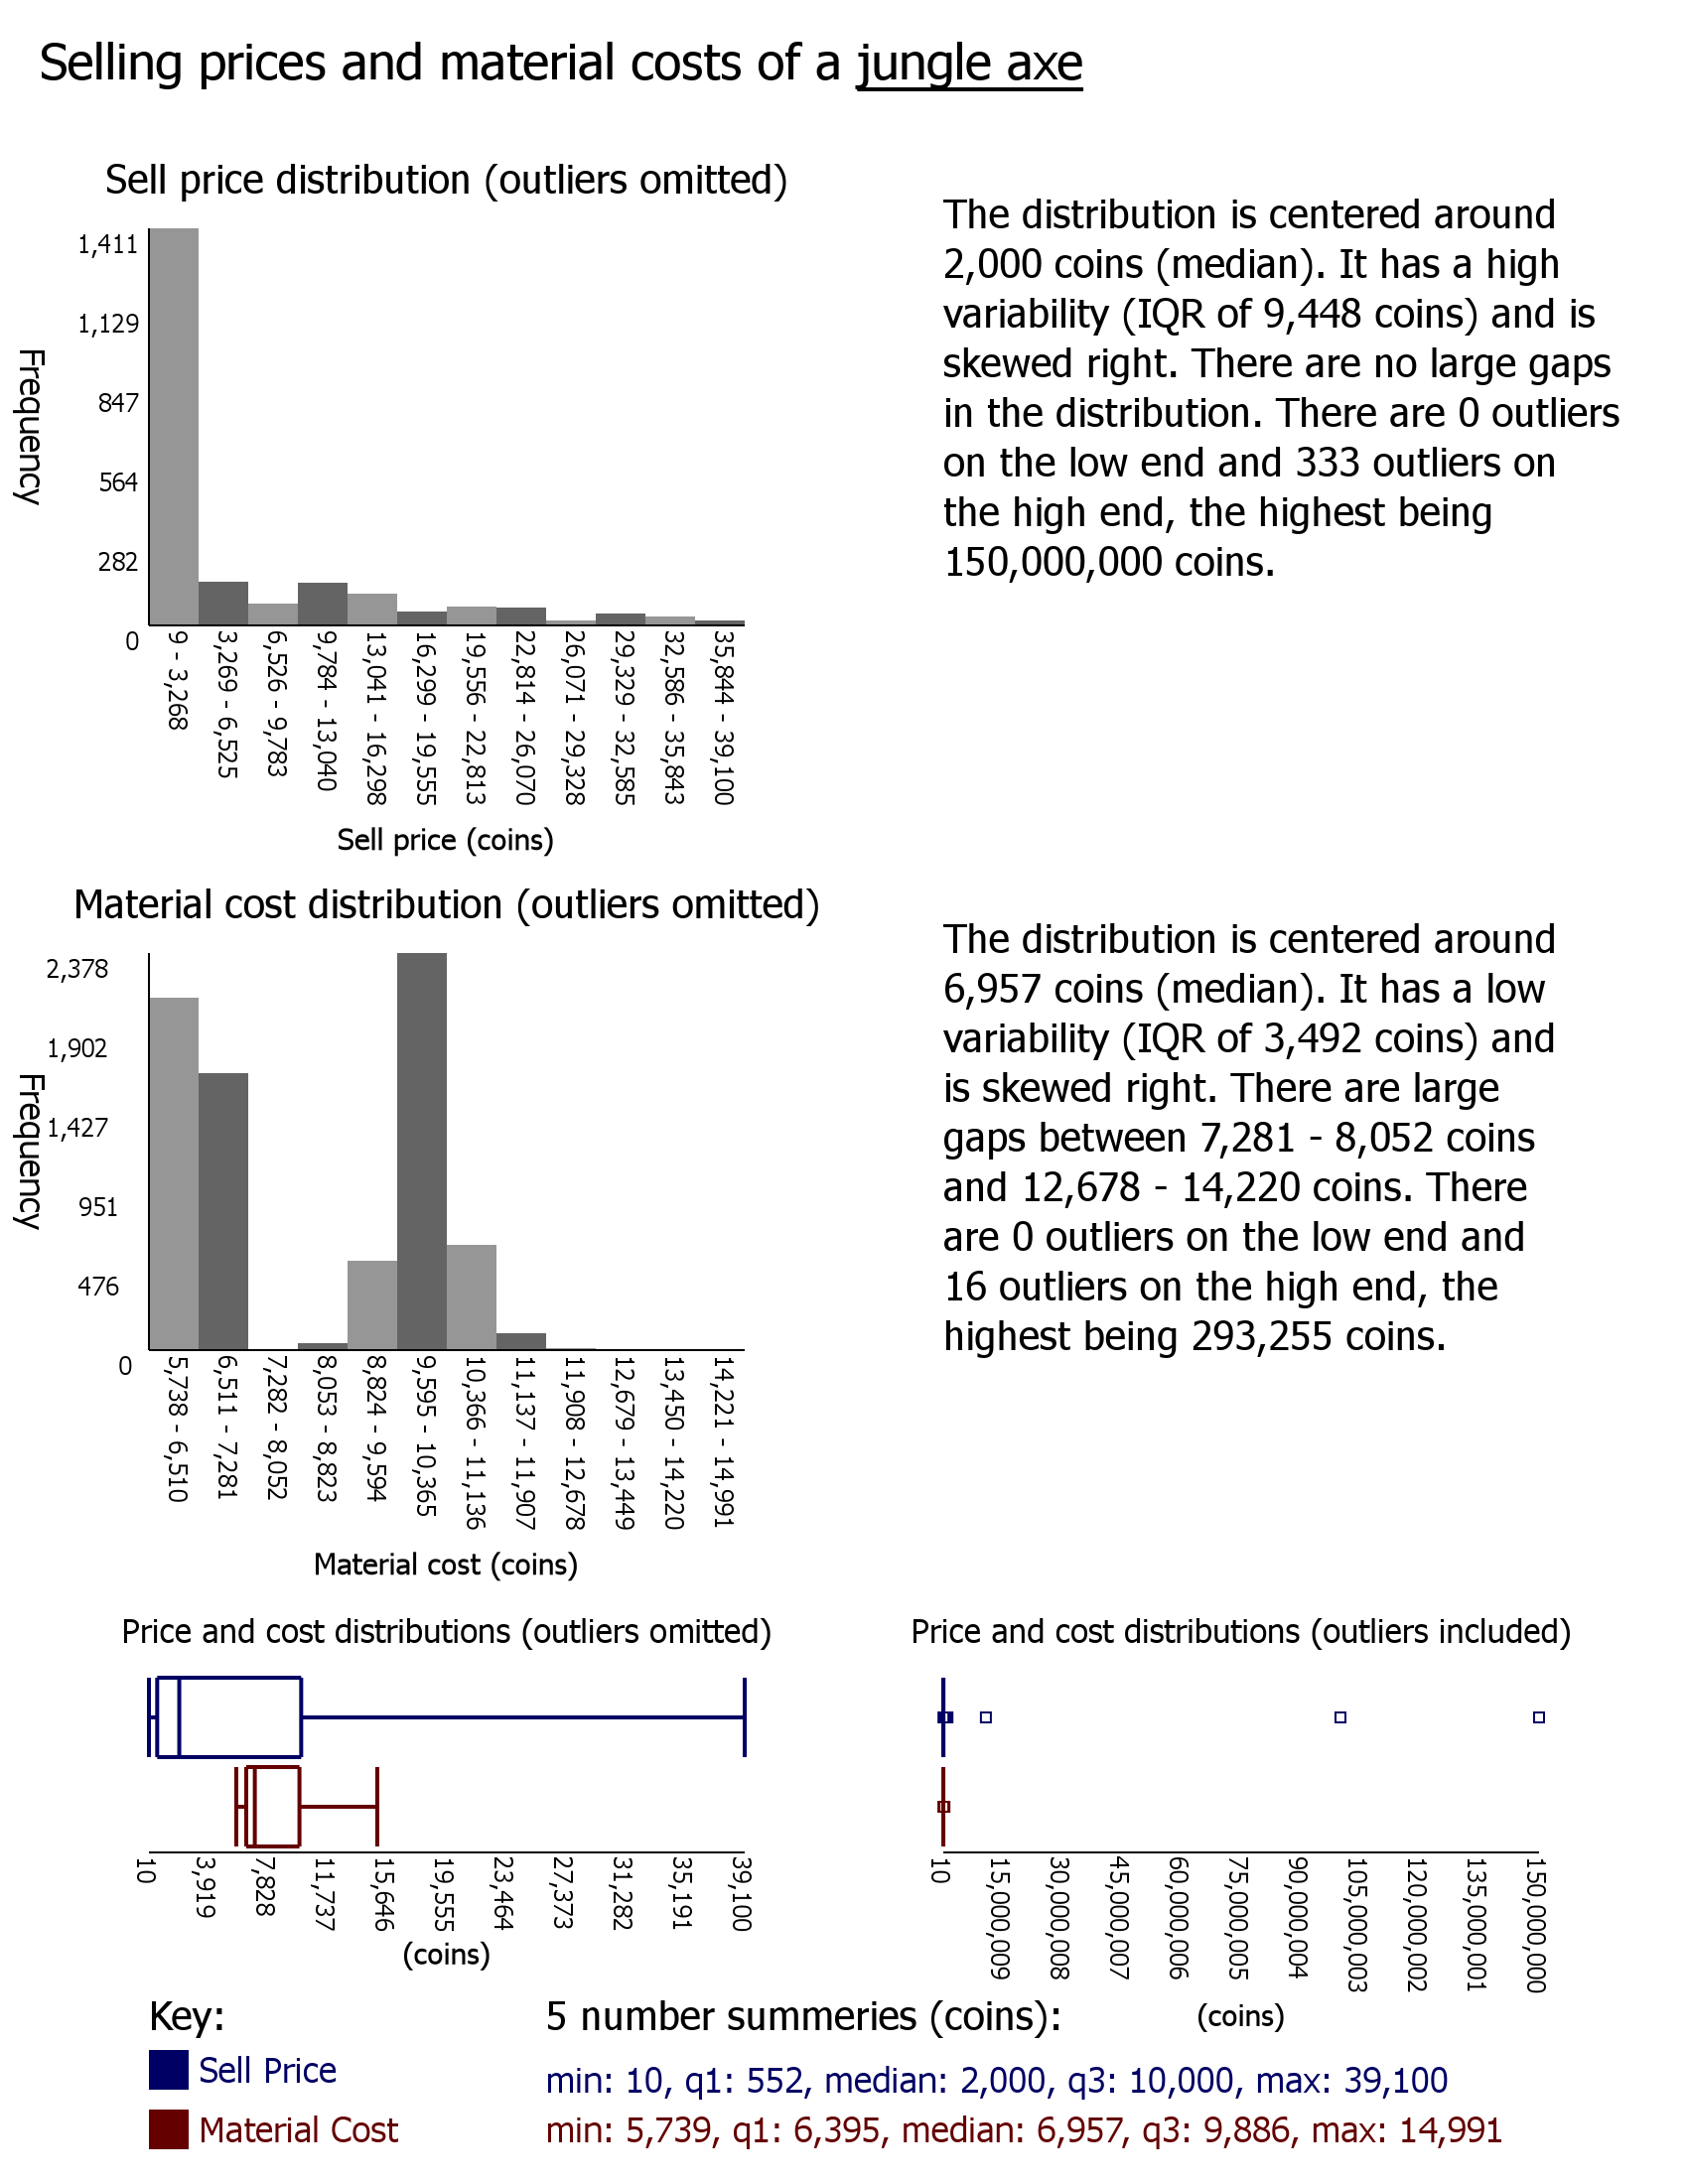 Selling prices and material costs of a jungle axe
Sell price distribution (outliers omitted)
1,411
1,129
847
564
282
0
Frequency
9 - 3,268
3,269 - 6,525
6,526 - 9,783
9,784 - 13,040
13,041 - 16,298
16,299 - 19,555
19,556 - 22,813
22,814 - 26,070
26,071 - 29,328
29,329 - 32,585
32,586 - 35,843
35,844 - 39,100
Sell price (coins)
The distribution is centered around
2,000 coins (median). It has a high
variability (IQR of 9,448 coins) and is
skewed right. There are no large gaps
in the distribution. There are 0 outliers
on the low end and 333 outliers on
the high end, the highest being
150,000,000 coins.
Material cost distribution (outliers omitted)
2,378
1,902
1,427
951
476
0
Frequency
5,738 - 6,510
6,511 - 7,281
7,282 - 8,052
8,053 - 8,823
8,824 - 9,594
9,595 - 10,365
10,366 - 11,136
11,137 - 11,907
11,908 - 12,678
12,679 - 13,449
13,450 - 14,220
14,221 - 14,991
Material cost (coins)
The distribution is centered around
6,957 coins (median). It has a low
variability (IQR of 3,492 coins) and
is skewed right. There are large
gaps between 7,281 - 8,052 coins
and 12,678 - 14,220 coins. There
are 0 outliers on the low end and
16 outliers on the high end, the
highest being 293,255 coins.
Price and cost distributions (outliers omitted)
10
3,919
7,828
11,737
15,646
19,555
23,464
27,373
31,282
35,191
39,100
(coins)
Price and cost distributions (outliers included)
10
15,000,009
30,000,008
45,000,007
60,000,006
75,000,005
90,000,004
105,000,003
120,000,002
135,000,001
150,000,000
(coins)
Key:
Sell Price
Material Cost
5 number summeries (coins):
min: 10, q1: 552, median: 2,000, q3: 10,000, max: 39,100
min: 5,739, q1: 6,395, median: 6,957, q3: 9,886, max: 14,991